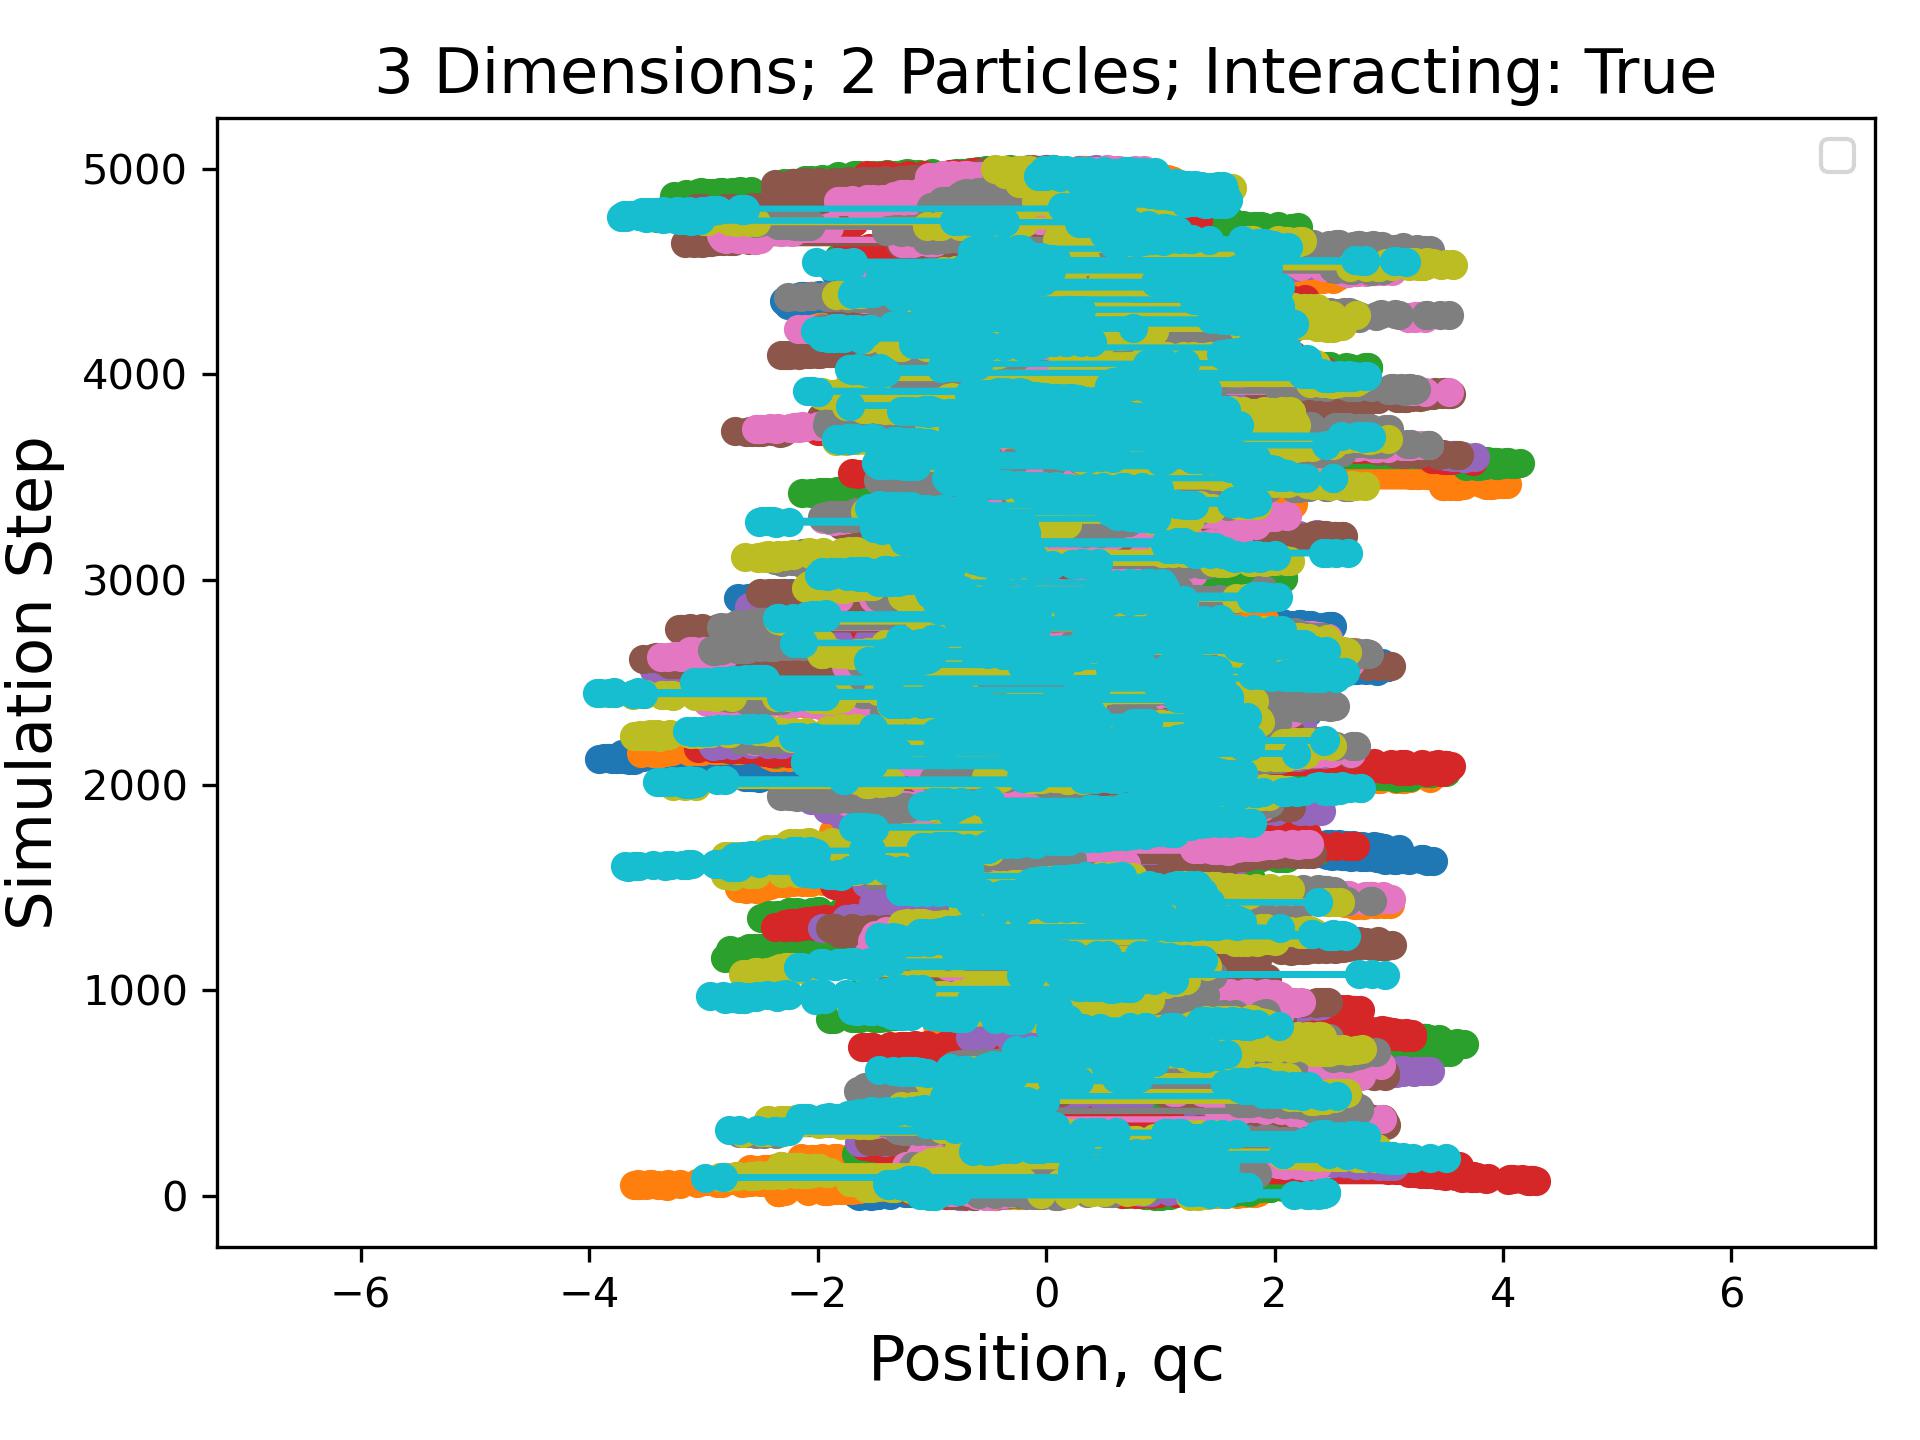 3 Dimensions; 2 Particles; Interacting: True
Simulation Step
5000
4000
3000
2000
1000
0
−6 −4 −2 0 2 4 6
Position, qc